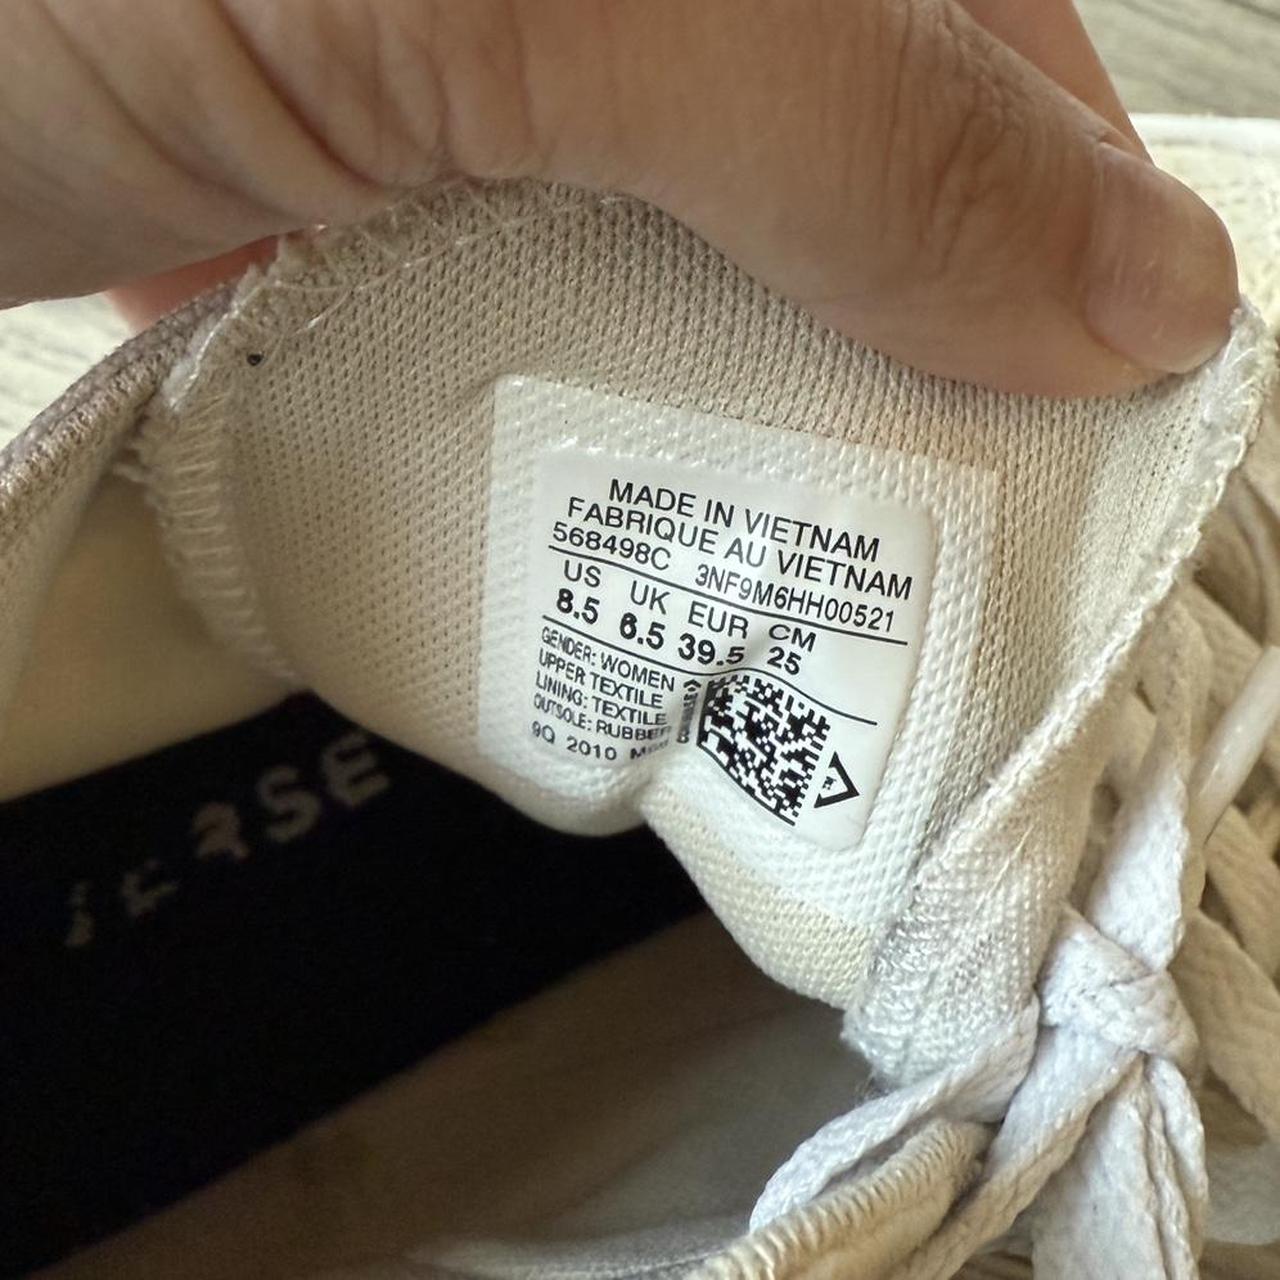 MADE IN VIETNAM
FABRIQUE AU VIETNAM
568498C 3NF9M6HH00521
US UK EUR CM
8.5 6.5 39.5 25
GENDER: WOMEN
UPPER TEXTILE
LINING: TEXTILE
OUTSOLE: RUBBER
9Q 2010